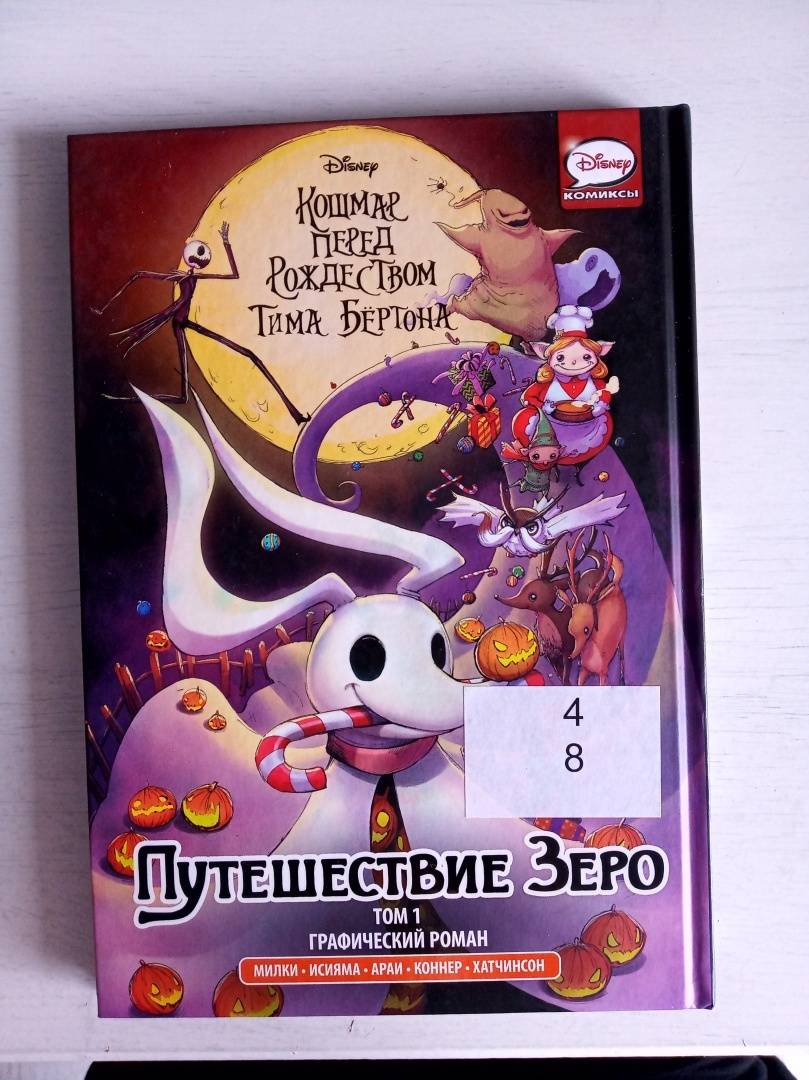 Disney
Кошмар
перед
Рождеством
Тима Бёртона
Disney
КОМИКСЫ
4
8
Путешествие Зеро
ТОМ 1
ГРАФИЧЕСКИЙ РОМАН
МИЛКИ • ИСИЯМА • АРАИ • КОННЕР • ХАТЧИНСОН